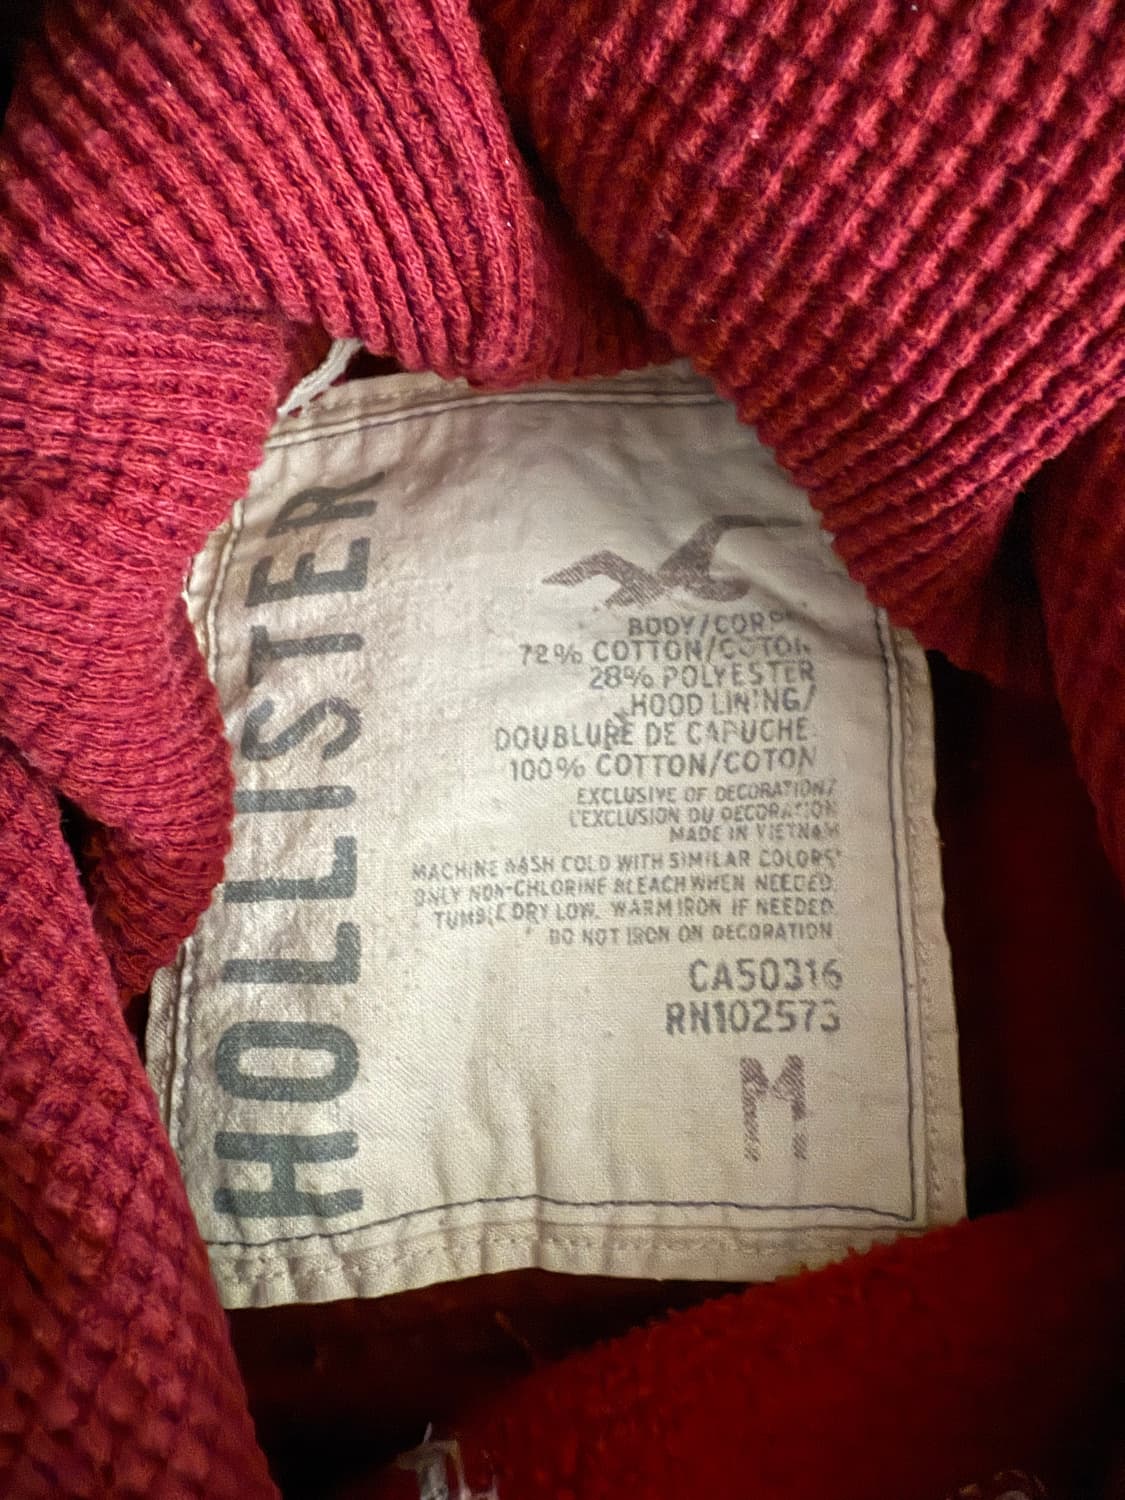 HOLLISTER
BODY/CORP
72% COTTON/COTON
28% POLYESTER
HOOD LINING/
DOUBLURE DE CAPUCHE
100% COTTON/COTON
EXCLUSIVE OF DECORATION/
L'EXCLUSION DU DECORATION
MADE IN VIETNAM
MACHINE WASH COLD WITH SIMILAR COLORS'
ONLY NON-CHLORINE BLEACH WHEN NEEDED.
TUMBLE DRY LOW. WARM IRON IF NEEDED.
DO NOT IRON ON DECORATION.
CA50316
RN102573
M